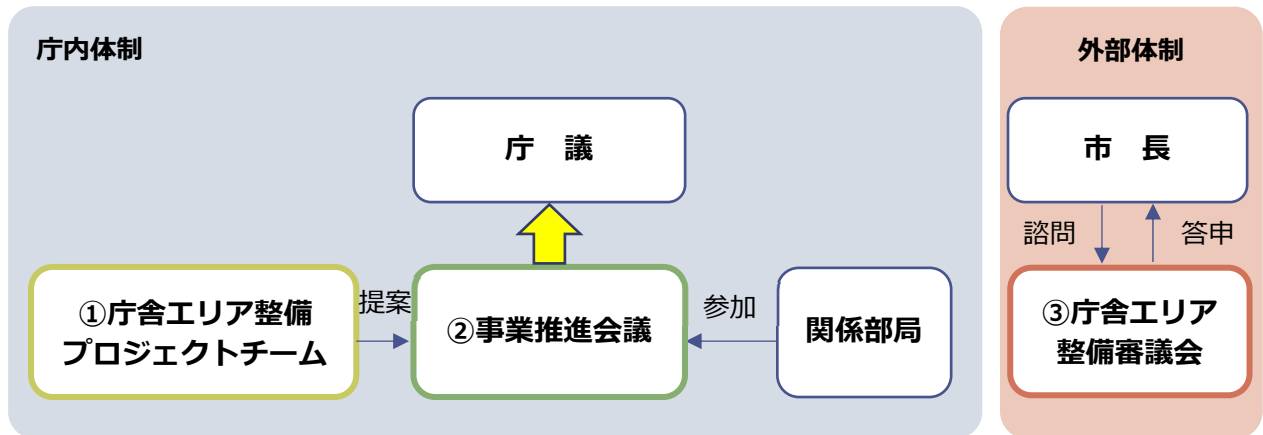 庁内体制
庁　議
①庁舎エリア整備
プロジェクトチーム
提案
②事業推進会議
参加
関係部局
外部体制
市　長
諮問
答申
③庁舎エリア
整備審議会